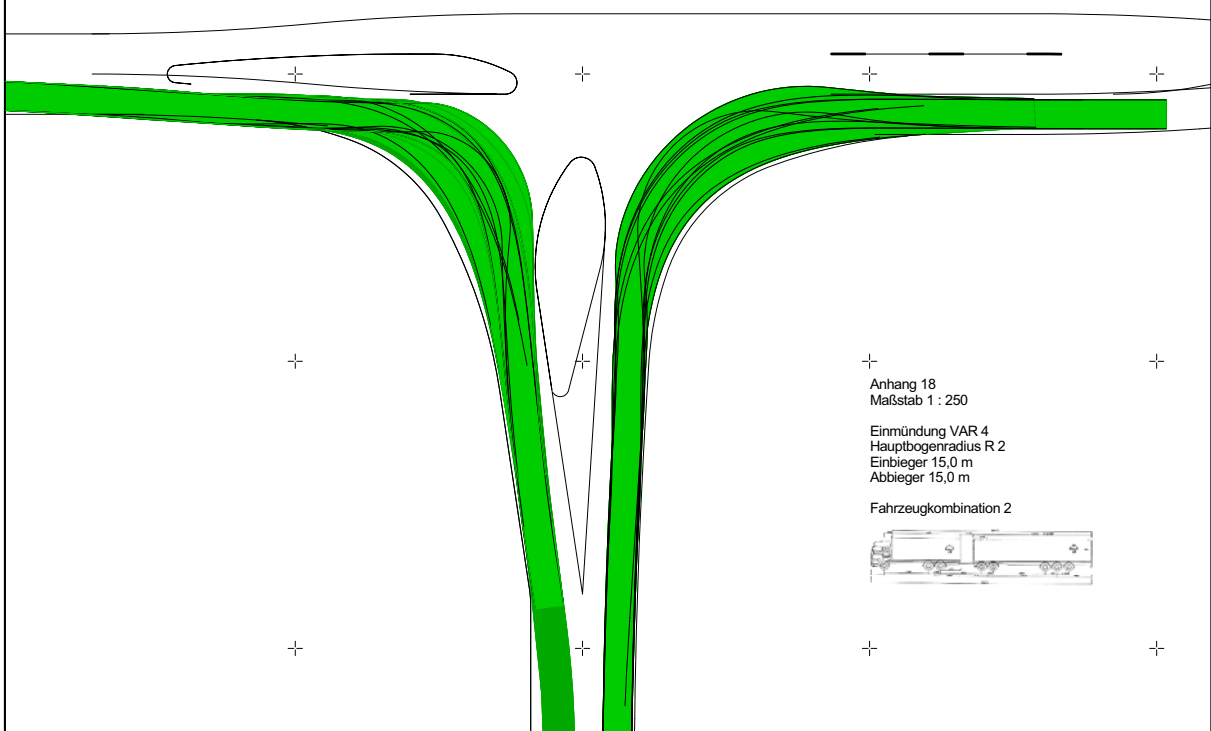 Anhang 18
Maßstab 1 : 250
Einmündung VAR 4
Hauptbogenradius R 2
Einbieger 15,0 m
Abbieger 15,0 m
Fahrzeugkombination 2